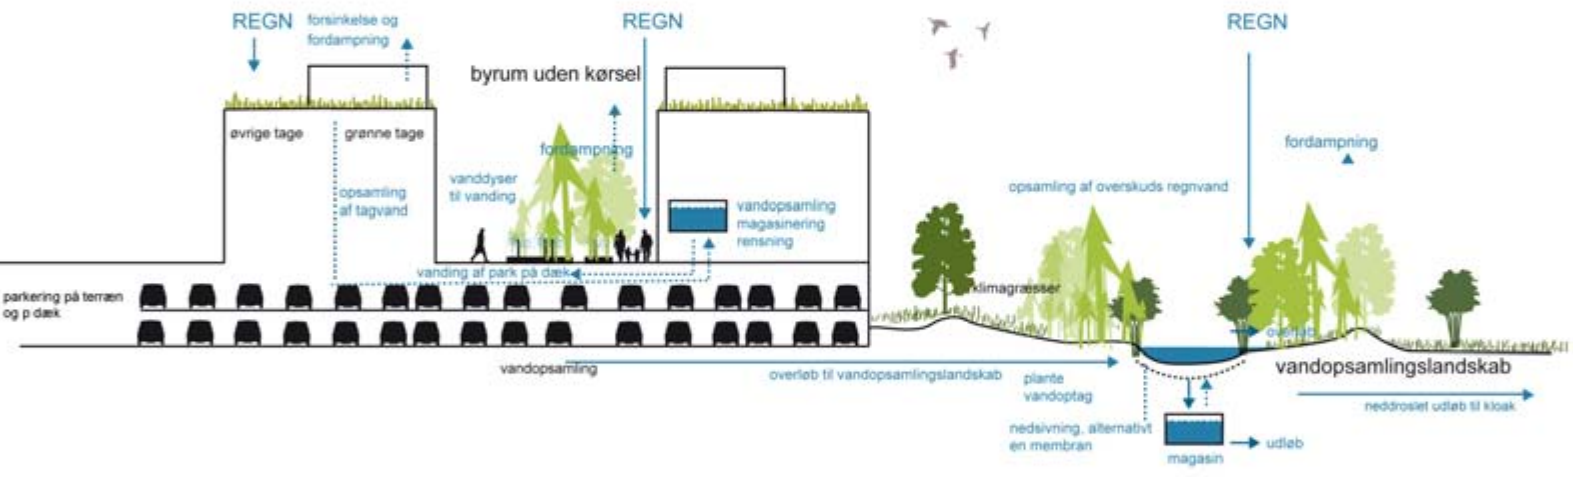 REGN
forsinkelse og
fordampning
REGN
REGN
byrum uden kørsel
øvrige tage
grønne tage
fordampning
fordampning
vanddyser
til vanding
opsamling
af tagvand
vandopsamling
magasinering
rensning
opsamling af overskuds regnvand
vanding af park på dæk
parkering på terræn
og p dæk
klimagræsser
overløb
vandopsamling
overløb til vandopsamlingslandskab
vandopsamlingslandskab
plante
vandoptag
neddroslet udløb til kloak
nedsivning, alternativt
en membran
udløb
magasin